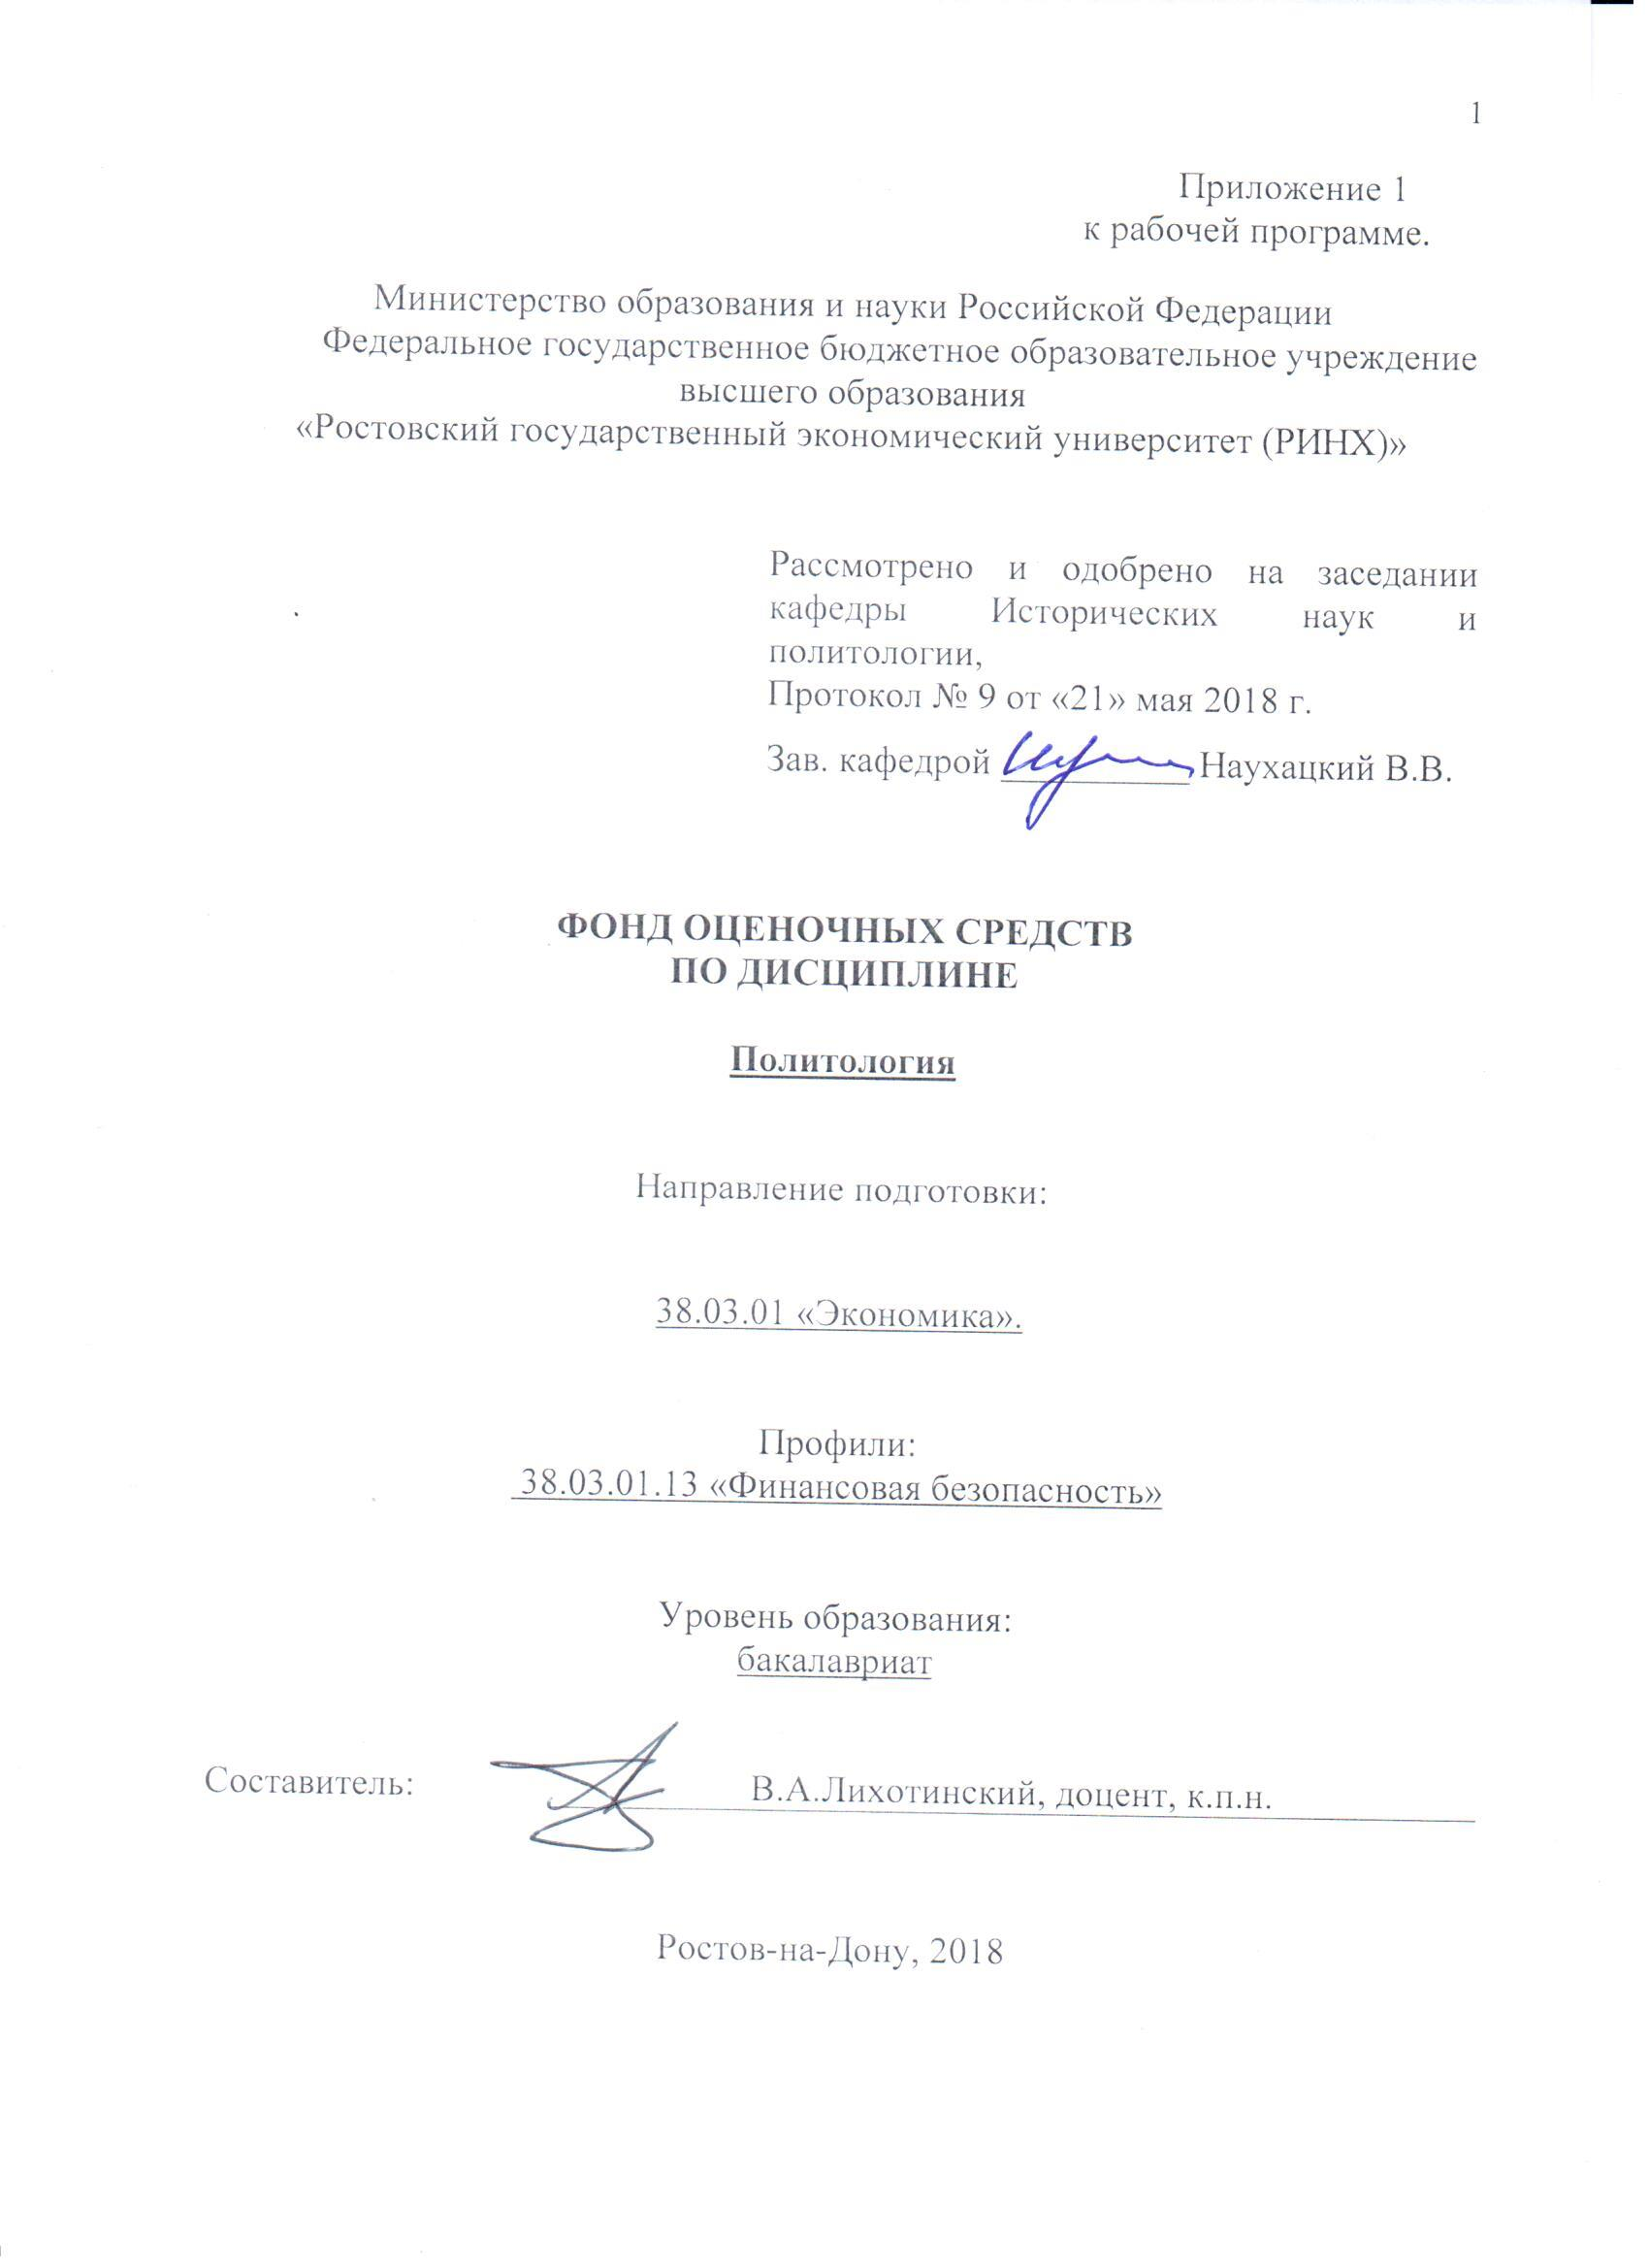 1
Приложение 1
к рабочей программе.
Министерство образования и науки Российской Федерации
Федеральное государственное бюджетное образовательное учреждение
высшего образования
«Ростовский государственный экономический университет (РИНХ)»
Рассмотрено и одобрено на заседании
кафедры Исторических наук и
политологии,
Протокол № 9 от «21» мая 2018 г.
Зав. кафедрой Наухацкий В.В.
ФОНД ОЦЕНОЧНЫХ СРЕДСТВ
ПО ДИСЦИПЛИНЕ
Политология
Направление подготовки:
38.03.01 «Экономика».
Профили:
38.03.01.13 «Финансовая безопасность»
Уровень образования:
бакалавриат
Составитель: В.А.Лихотинский, доцент, к.п.н.
Ростов-на-Дону, 2018